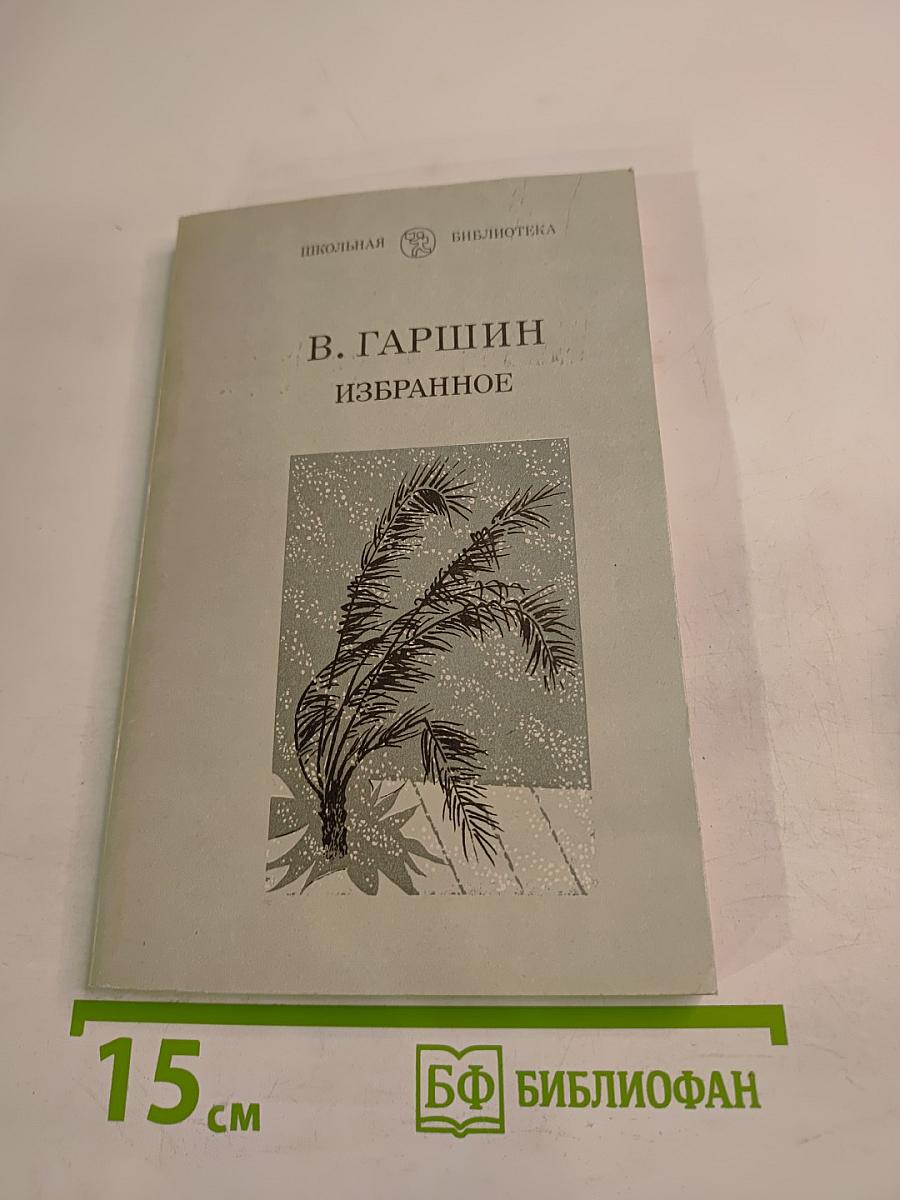 ШКОЛЬНАЯ БИБЛИОТЕКА
В. ГАРШИН
ИЗБРАННОЕ
15 см
БФ БИБЛИОФАН